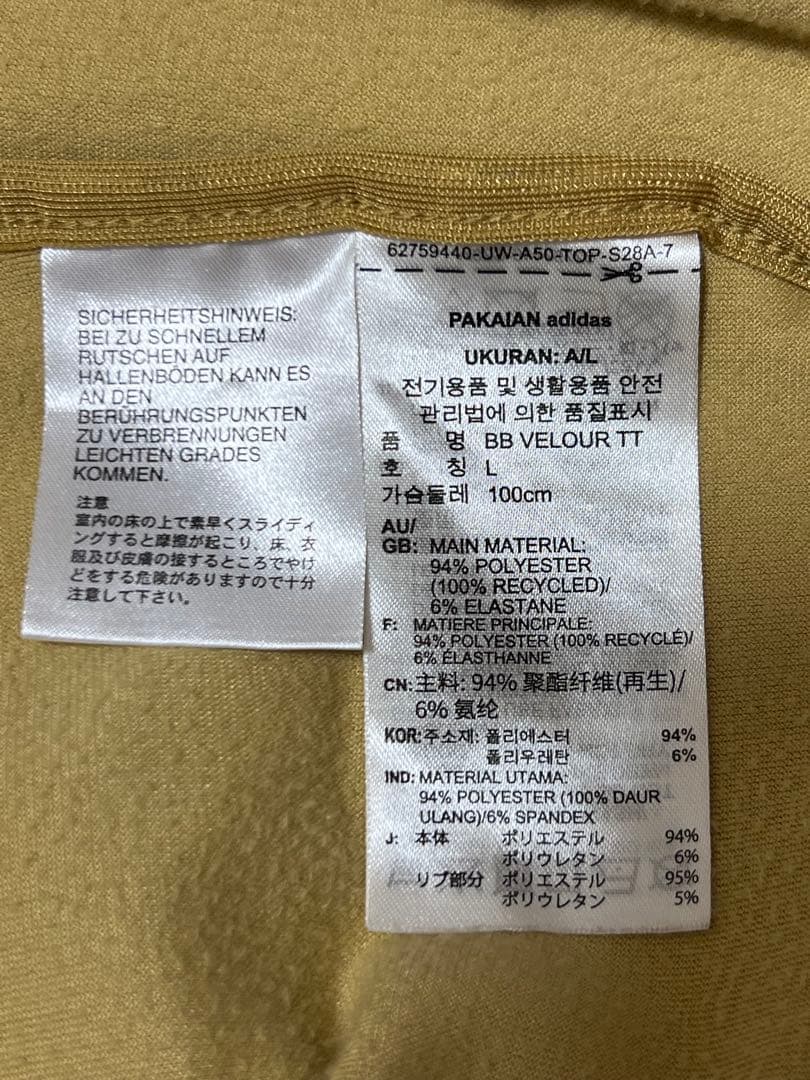 SICHERHEITSHINWEIS:
BEI ZU SCHNELLEM
RUTSCHEN AUF
HALLENBÖDEN KANN ES
AN DEN
BERÜHRUNGSPUNKTEN
ZU VERBRENNUNGEN
LEICHTEN GRADES
KOMMEN.
注意
室内の床の上で素早くスライディ
ングすると摩擦が起こり、床、衣
服及び皮膚の接するところでやけ
どをする危険がありますので十分
注意して下さい。
62759440-UW-A50-TOP-S28A-7
PAKAIAN adidas
UKURAN: A/L
전기용품 및 생활용품 안전
관리법에 의한 품질표시
품 명 BB VELOUR TT
호 칭 L
가슴둘레 100cm
AU/
GB: MAIN MATERIAL:
94% POLYESTER
(100% RECYCLED)/
6% ELASTANE
F: MATIERE PRINCIPALE:
94% POLYESTER (100% RECYCLÉ)/
6% ÉLASTHANNE
CN: 主料: 94% 聚酯纤维(再生)/
6% 氨纶
KOR: 주소재: 폴리에스터 94%
폴리우레탄 6%
IND: MATERIAL UTAMA:
94% POLYESTER (100% DAUR
ULANG)/6% SPANDEX
J: 本体 ポリエステル 94%
ポリウレタン 6%
リブ部分 ポリエステル 95%
ポリウレタン 5%